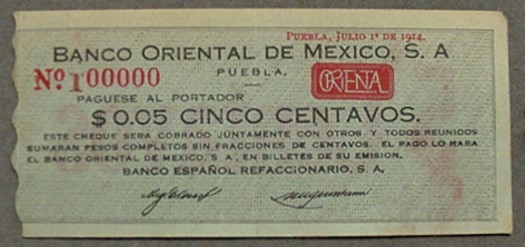 PUEBLA, JULIO 1º DE 1914.
BANCO ORIENTAL DE MEXICO, S. A
Nº 100000
PUEBLA.
PAGUESE AL PORTADOR
$ 0.05 CINCO CENTAVOS.
ESTE CHEQUE SERA COBRADO JUNTAMENTE CON OTROS Y TODOS REUNIDOS
SUMARAN PESOS COMPLETOS SIN FRACCIONES DE CENTAVOS. EL PAGO LO HARA
EL BANCO ORIENTAL DE MEXICO, S A, EN BILLETES DE SU EMISION.
BANCO ESPAÑOL REFACCIONARIO, S. A.